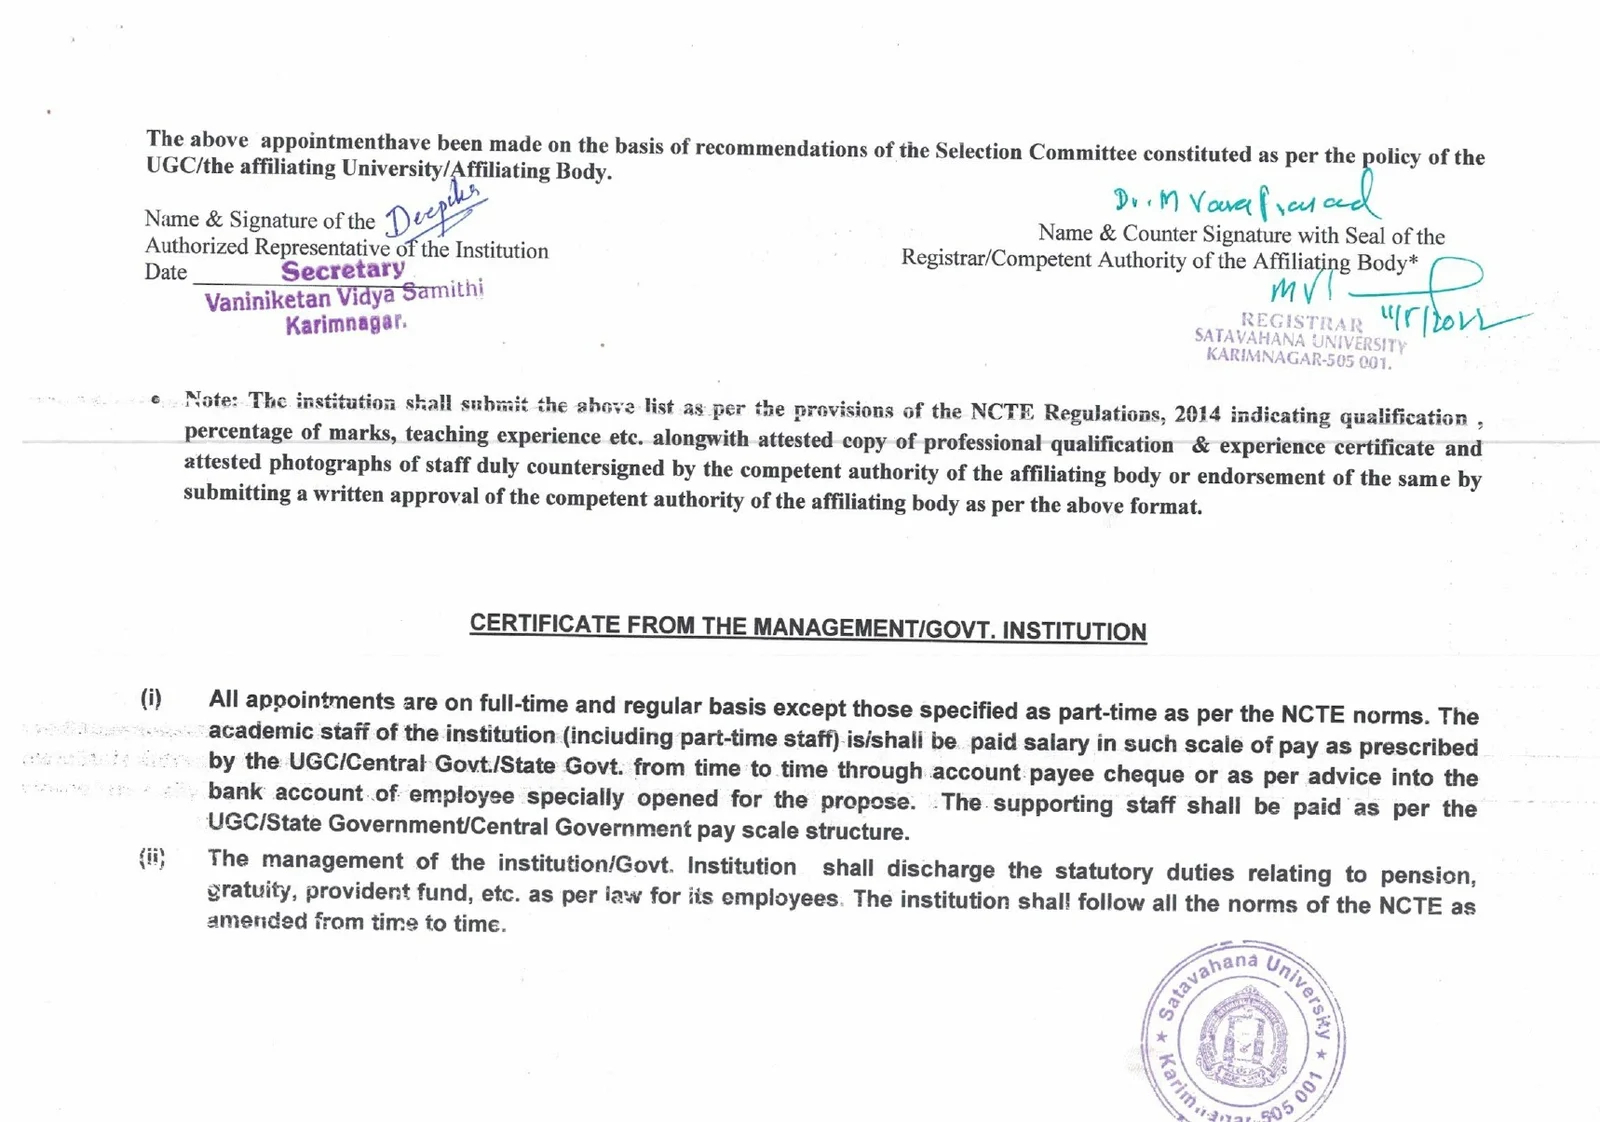 The above appointmenthave been made on the basis of recommendations of the Selection Committee constituted as per the policy of the
UGC/the affiliating University/Affiliating Body.
Name & Signature of the Deepika
Authorized Representative of the Institution
Date
Secretary
Vaniniketan Vidya Samithi
Karimnagar.
Dr. M Vara Prasad
Name & Counter Signature with Seal of the
Registrar/Competent Authority of the Affiliating Body*
11/5/2022
REGISTRAR
SATAVAHANA UNIVERSITY
KARIMNAGAR-505 001.
• Note: The institution shall submit the above list as per the provisions of the NCTE Regulations, 2014 indicating qualification ,
percentage of marks, teaching experience etc. alongwith attested copy of professional qualification & experience certificate and
attested photographs of staff duly countersigned by the competent authority of the affiliating body or endorsement of the same by
submitting a written approval of the competent authority of the affiliating body as per the above format.
CERTIFICATE FROM THE MANAGEMENT/GOVT. INSTITUTION
(i) All appointments are on full-time and regular basis except those specified as part-time as per the NCTE norms. The
academic staff of the institution (including part-time staff) is/shall be paid salary in such scale of pay as prescribed
by the UGC/Central Govt./State Govt. from time to time through account payee cheque or as per advice into the
bank account of employee specially opened for the propose. The supporting staff shall be paid as per the
UGC/State Government/Central Government pay scale structure.
(ii) The management of the institution/Govt. Institution shall discharge the statutory duties relating to pension,
gratuity, provident fund, etc. as per law for its employees. The institution shall follow all the norms of the NCTE as
amended from time to time.
Satavahana University
★ Karimnagar-505 001 ★